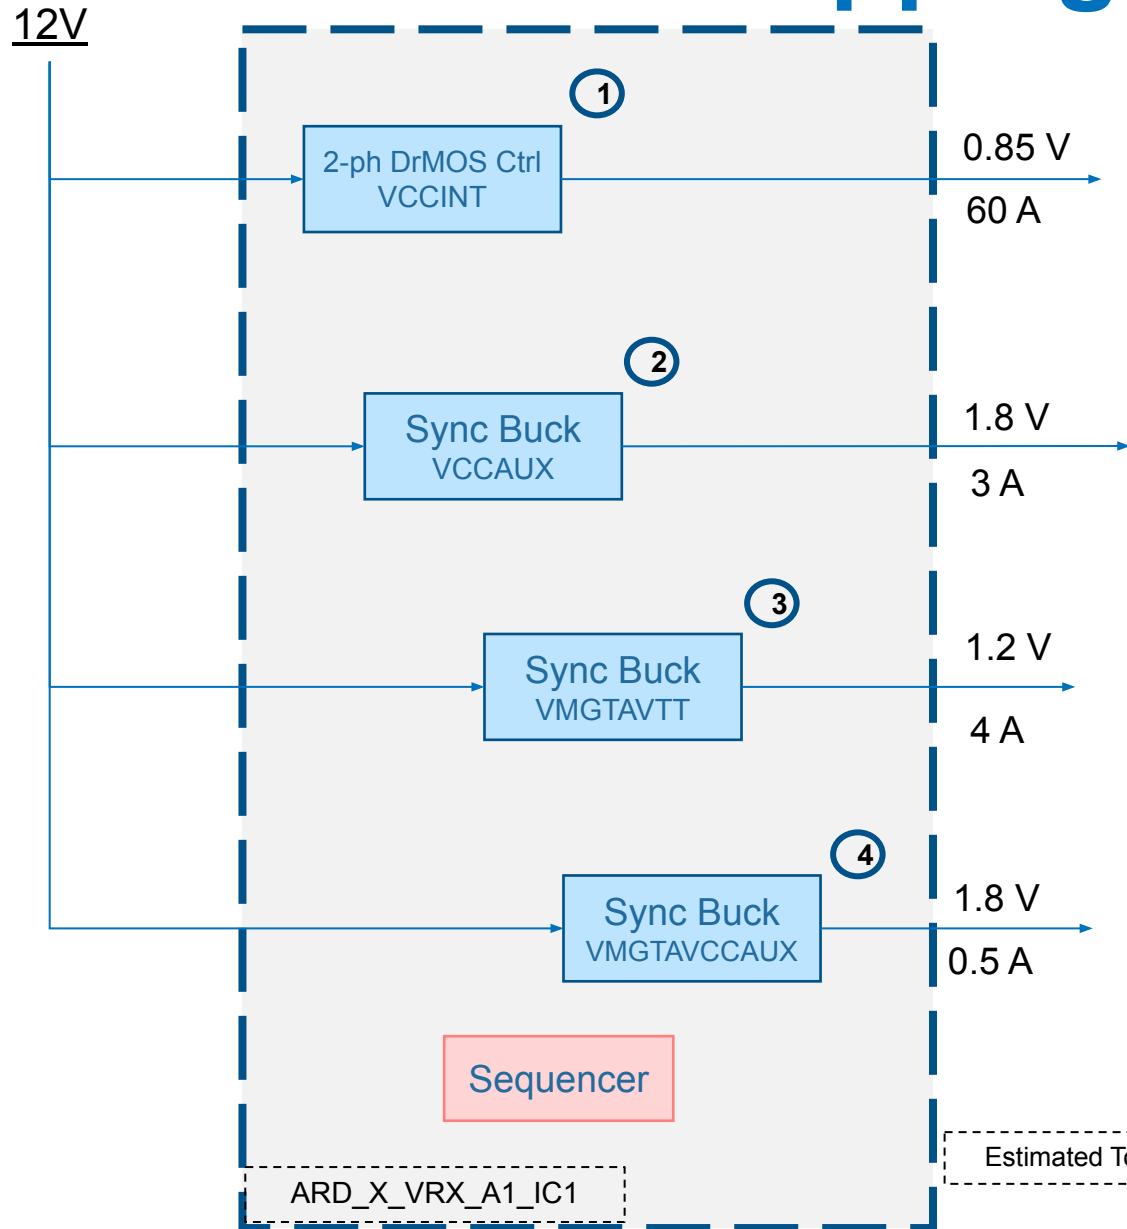 12V
1
2-ph DrMOS Ctrl
VCCINT
0.85 V
60 A
2
Sync Buck
VCCAUX
1.8 V
3 A
3
Sync Buck
VMGTAVTT
1.2 V
4 A
4
Sync Buck
VMGTAVCCAUX
1.8 V
0.5 A
Sequencer
Estimated
ARD_X_VRX_A1_IC1